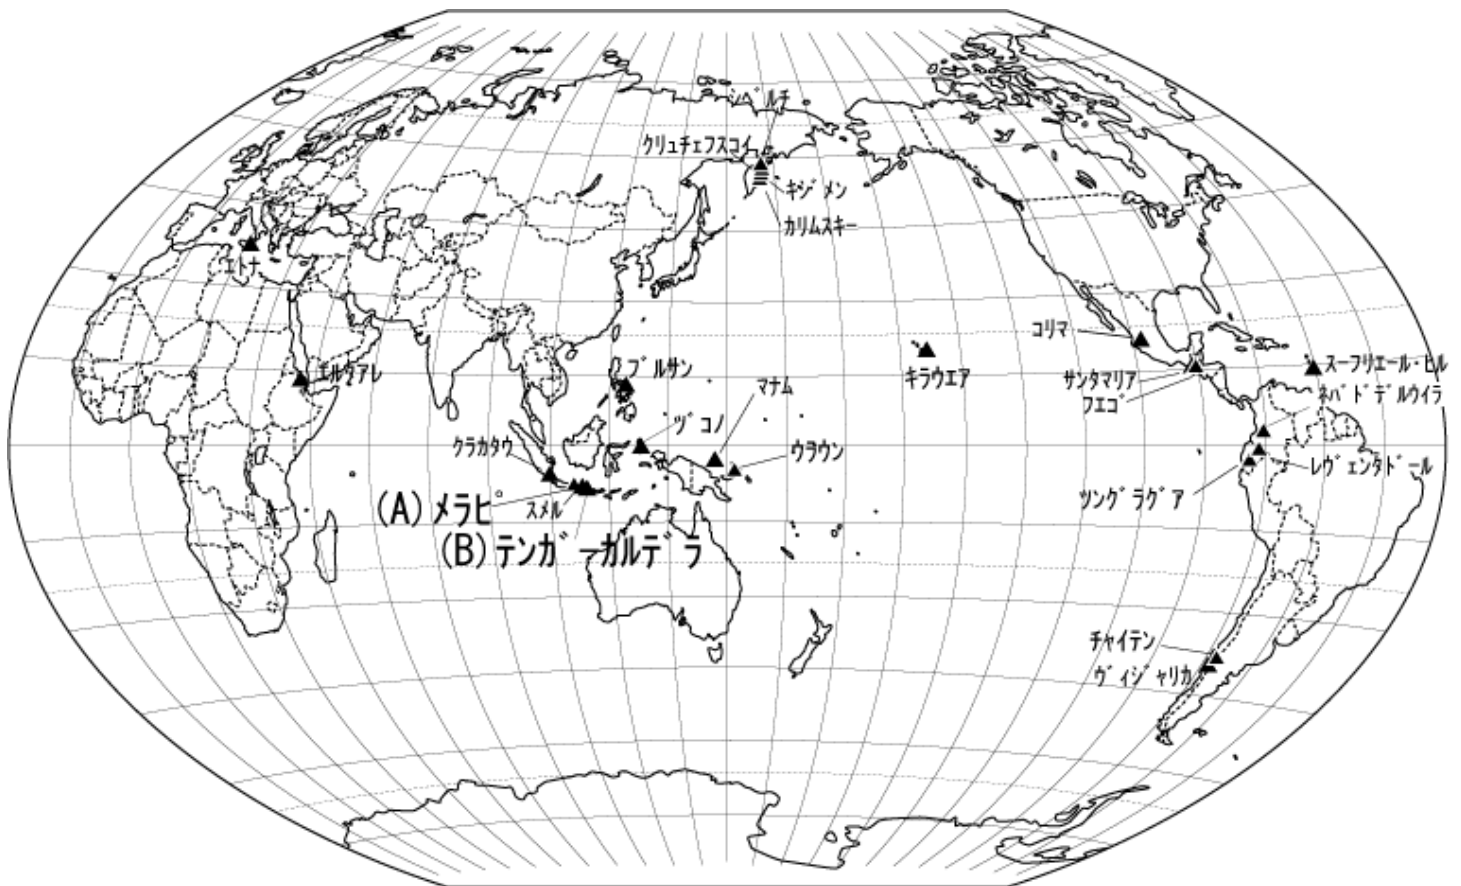 シベルチ
クリュチェフスコイ
キジメン
カリムスキー
エトナ
コリマ
エルタアレ
ブルサン
マナム
キラウエア
サンタマリア
フエゴ
スーフリエール・ヒル
ネバドデルウイラ
クラカタウ
ヅコノ
ウラウン
レヴェンタドール
ツングラグア
(A) メラピ
スメル
(B) テンガーカルデラ
チャイテン
ヴィジャリカ